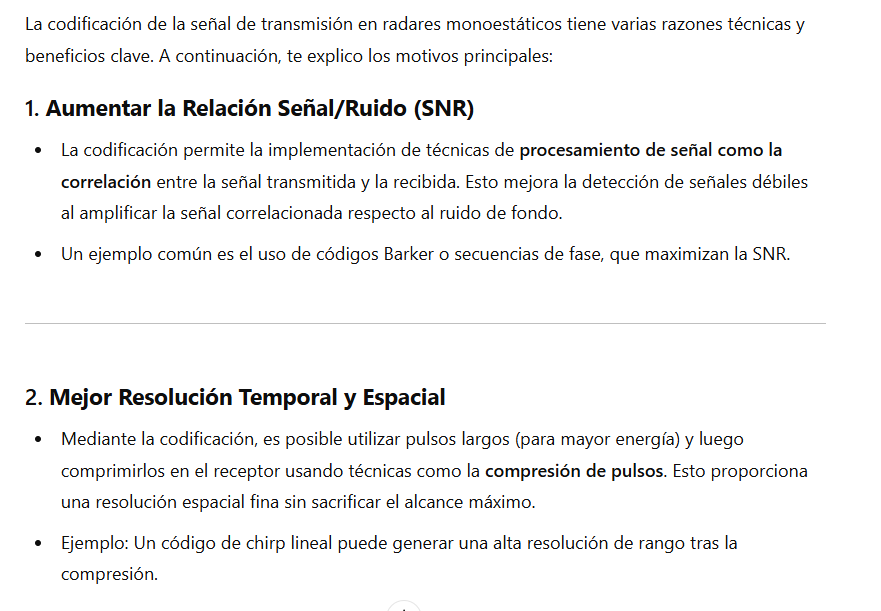 La codificación de la señal de transmisión en radares monoestáticos tiene varias razones técnicas y
beneficios clave. A continuación, te explico los motivos principales:
1. Aumentar la Relación Señal/Ruido (SNR)
• La codificación permite la implementación de técnicas de procesamiento de señal como la
correlación entre la señal transmitida y la recibida. Esto mejora la detección de señales débiles
al amplificar la señal correlacionada respecto al ruido de fondo.
• Un ejemplo común es el uso de códigos Barker o secuencias de fase, que maximizan la SNR.
2. Mejor Resolución Temporal y Espacial
• Mediante la codificación, es posible utilizar pulsos largos (para mayor energía) y luego
comprimirlos en el receptor usando técnicas como la compresión de pulsos. Esto proporciona
una resolución espacial fina sin sacrificar el alcance máximo.
• Ejemplo: Un código de chirp lineal puede generar una alta resolución de rango tras la
compresión.